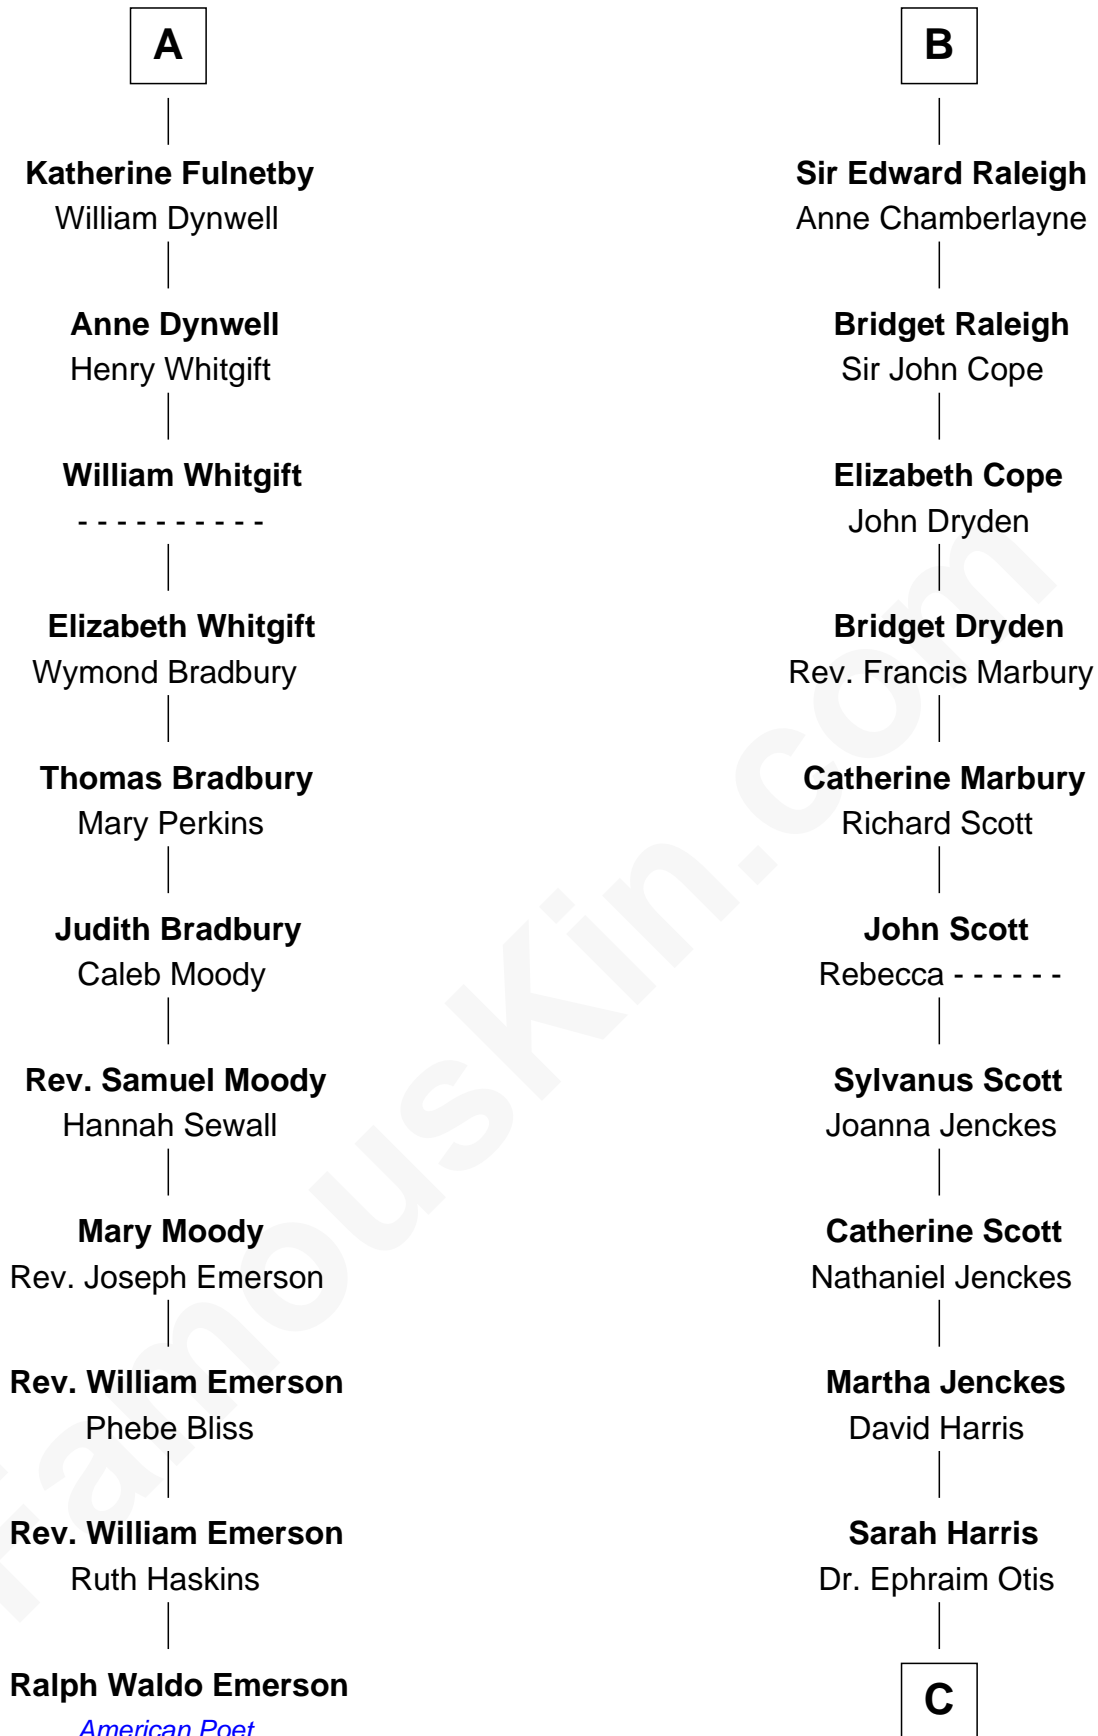 A
Katherine Fulnetby
William Dynwell
Anne Dynwell
Henry Whitgift
William Whitgift
- - - - - - - - - -
Elizabeth Whitgift
Wymond Bradbury
Thomas Bradbury
Mary Perkins
Judith Bradbury
Caleb Moody
Rev. Samuel Moody
Hannah Sewall
Mary Moody
Rev. Joseph Emerson
Rev. William Emerson
Phebe Bliss
Rev. William Emerson
Ruth Haskins
Ralph Waldo Emerson
American Poet
B
Sir Edward Raleigh
Anne Chamberlayne
Bridget Raleigh
Sir John Cope
Elizabeth Cope
John Dryden
Bridget Dryden
Rev. Francis Marbury
Catherine Marbury
Richard Scott
John Scott
Rebecca - - - - - -
Sylvanus Scott
Joanna Jenckes
Catherine Scott
Nathaniel Jenckes
Martha Jenckes
David Harris
Sarah Harris
Dr. Ephraim Otis
C
FamousKin.com